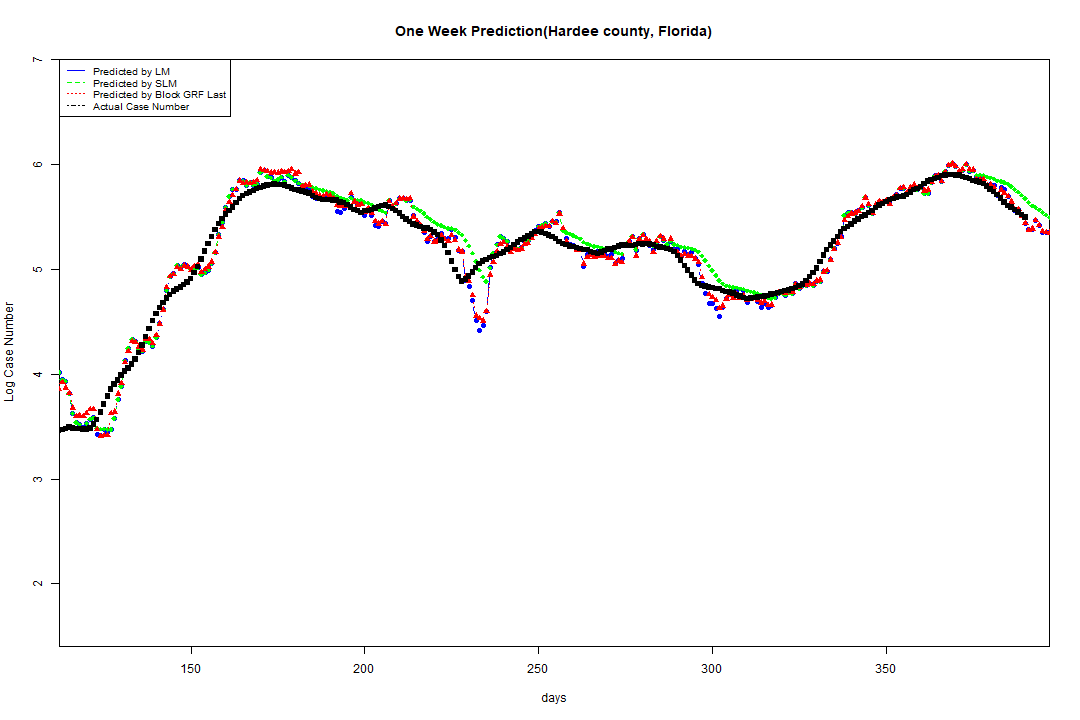 One Week Prediction(Hardee county, Florida)
Predicted by LM
Predicted by SLM
Predicted by Block GRF Last
Actual Case Number
7
6
5
4
3
2
Log Case Number
150 200 250 300 350
days